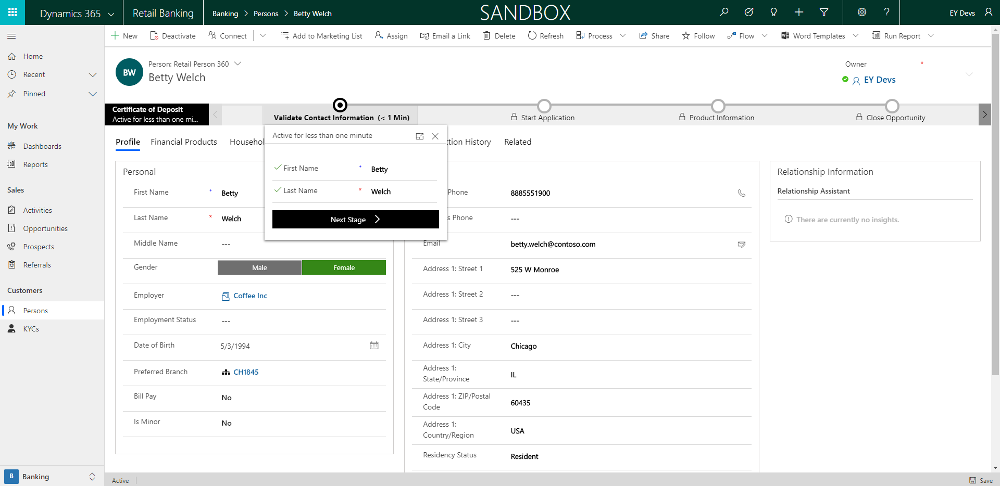 Dynamics 365
Retail Banking
Banking > Persons > Betty Welch
SANDBOX
EY Devs
New
Deactivate
Connect
Add to Marketing List
Assign
Email a Link
Delete
Refresh
Process
Share
Follow
Flow
Word Templates
Run Report
Home
Recent
Pinned
My Work
Dashboards
Reports
Sales
Activities
Opportunities
Prospects
Referrals
Customers
Persons
KYCs
B Banking
BW
Person: Retail Person 360
Betty Welch
Owner *
EY Devs
Certificate of Deposit
Active for less than one mi...
Validate Contact Information (< 1 Min)
Start Application
Product Information
Close Opportunity
Profile
Financial Products
Househol
ction History
Related
Active for less than one minute
First Name + Betty
Last Name * Welch
Next Stage
Personal
First Name + Betty
Last Name * Welch
Middle Name ---
Gender Male Female
Employer Coffee Inc
Employment Status ---
Date of Birth 5/3/1994
Preferred Branch CH1845
Bill Pay No
Is Minor No
Phone 8885551900
s Phone ---
Email betty.welch@contoso.com
Address 1: Street 1 525 W Monroe
Address 1: Street 2 ---
Address 1: Street 3 ---
Address 1: City Chicago
Address 1:
State/Province IL
Address 1: ZIP/Postal
Code 60435
Address 1:
Country/Region USA
Residency Status Resident
Relationship Information
Relationship Assistant
There are currently no insights.
Active
Save